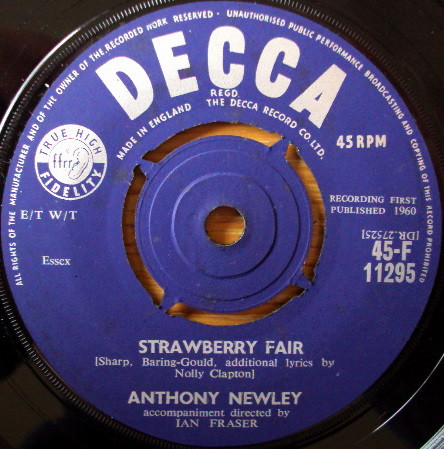 ALL RIGHTS OF THE MANUFACTURER AND OF THE OWNER OF THE RECORDED WORK RESERVED · UNAUTHORISED PUBLIC PERFORMANCE BROADCASTING AND COPYING OF THIS RECORD PROHIBITED
DECCA
REGD.
MADE IN ENGLAND
THE DECCA RECORD CO. LTD.
TRUE HIGH
ffrr
FIDELITY
45 RPM
E/T W/T
RECORDING FIRST
PUBLISHED 1960
Essex
[DR.27525]
45-F
11295
STRAWBERRY FAIR
[Sharp, Baring-Gould, additional lyrics by
Nolly Clapton]
ANTHONY NEWLEY
accompaniment directed by
IAN FRASER